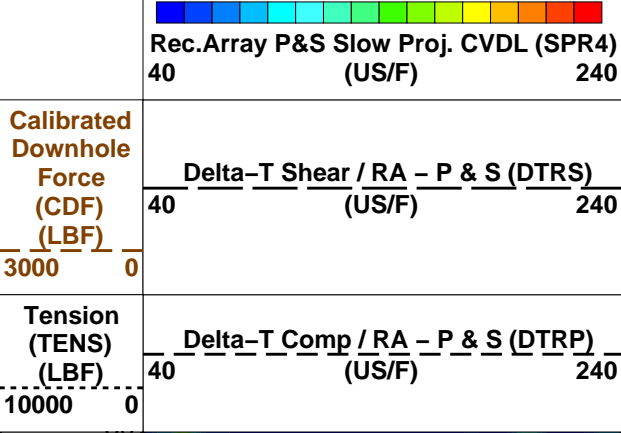 Rec.Array P&S Slow Proj. CVDL (SPR4)
40 (US/F) 240
Calibrated
Downhole
Force
(CDF)
(LBF)
3000 0
Delta−T Shear / RA − P & S (DTRS)
40 (US/F) 240
Tension
(TENS)
(LBF)
10000 0
Delta−T Comp / RA − P & S (DTRP)
40 (US/F) 240